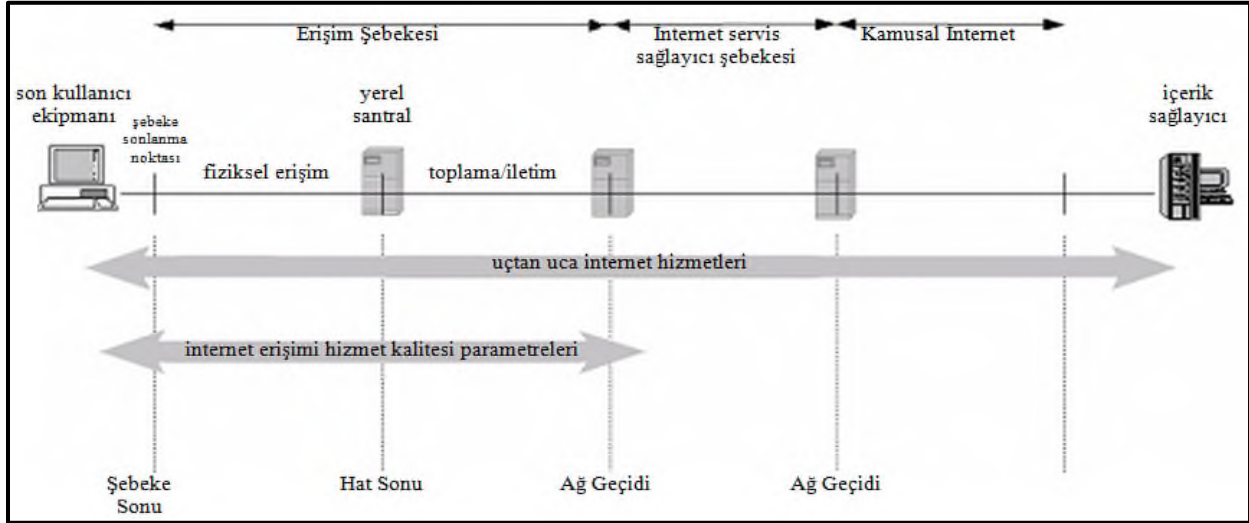 Erişim Şebekesi
İnternet servis
sağlayıcı şebekesi
Kamusal İnternet
son kullanıcı
ekipmanı
şebeke
sonlanma
noktası
yerel
santral
içerik
sağlayıcı
fiziksel erişim
toplama/iletim
uçtan uca internet hizmetleri
internet erişimi hizmet kalitesi parametreleri
Şebeke
Sonu
Hat Sonu
Ağ Geçidi
Ağ Geçidi